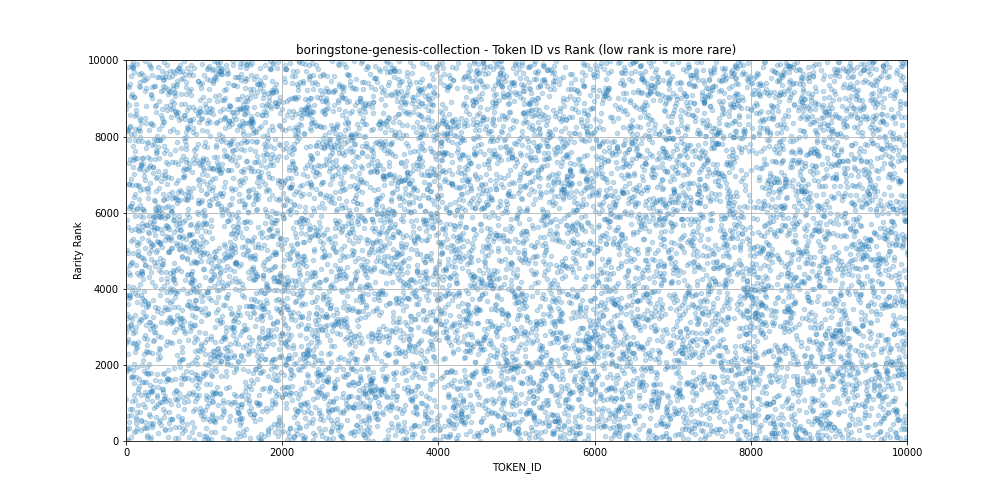 boringstone-genesis-collection - Token ID vs Rank (low rank is more rare)
10000
8000
6000
4000
2000
0
Rarity Rank
0 2000 4000 6000 8000 10000
TOKEN_ID